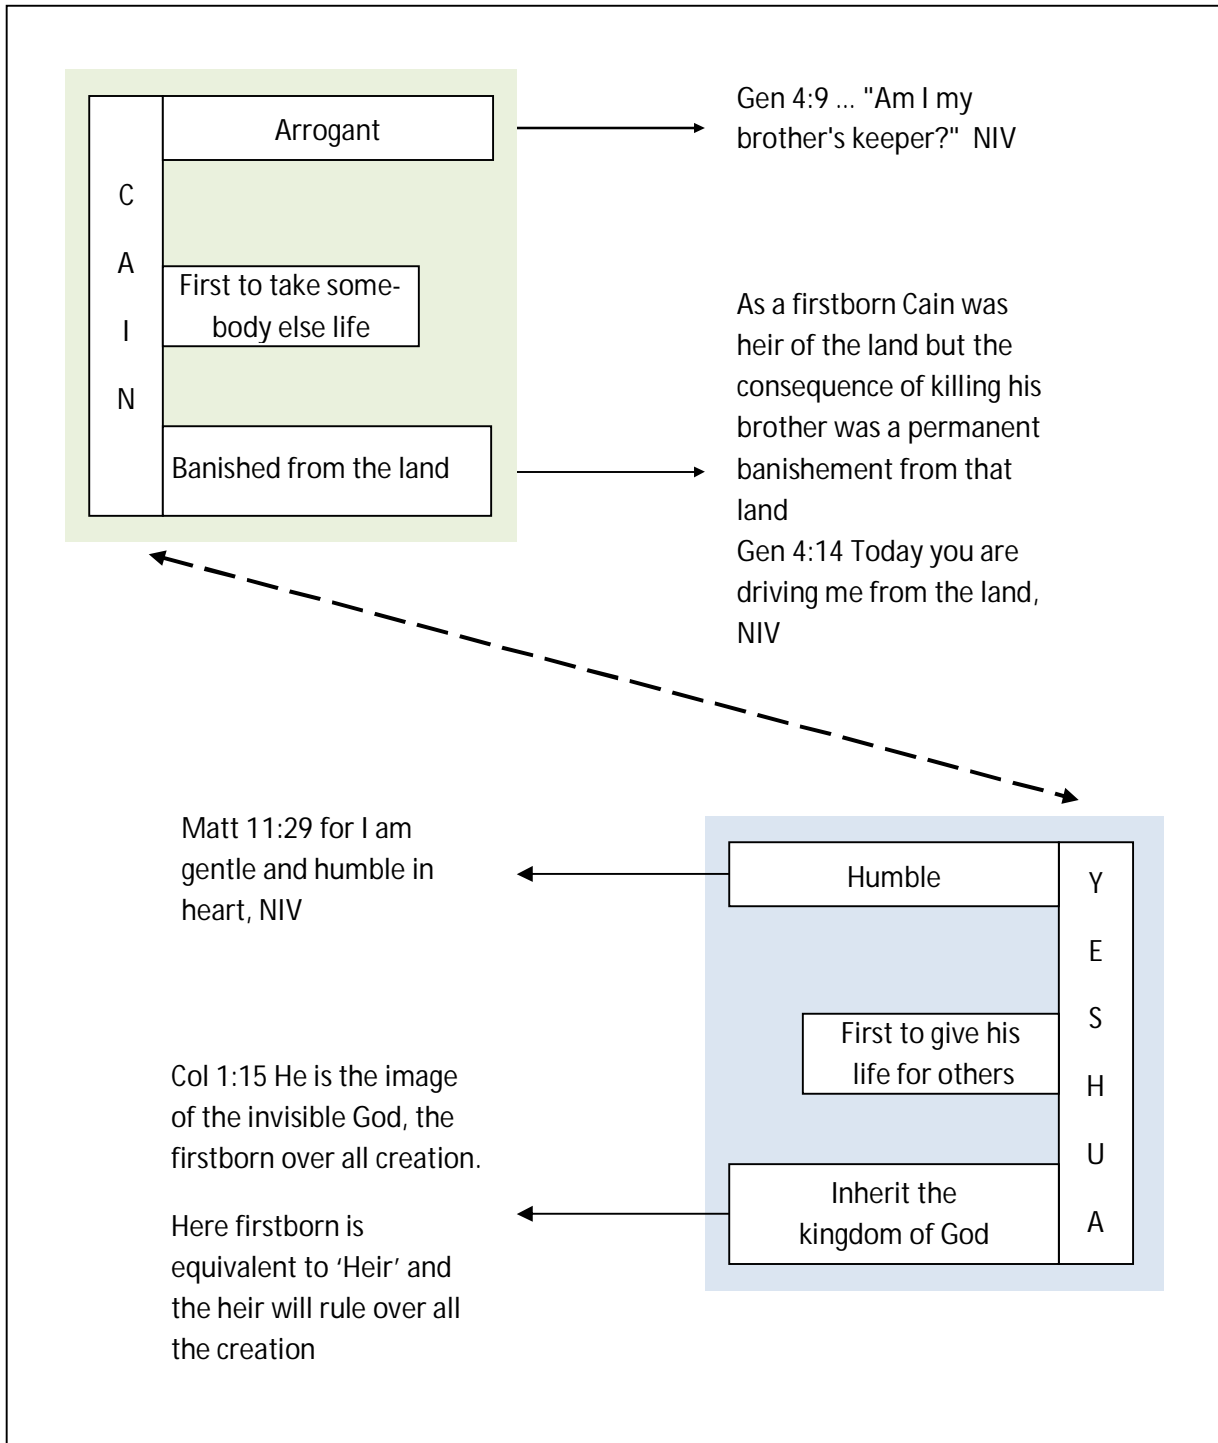 Arrogant
C
A
I
N
First to take some-
body else life
Banished from the land
Gen 4:9 ... "Am I my
brother's keeper?" NIV
As a firstborn Cain was
heir of the land but the
consequence of killing his
brother was a permanent
banishement from that
land
Gen 4:14 Today you are
driving me from the land,
NIV
Matt 11:29 for I am
gentle and humble in
heart, NIV
Col 1:15 He is the image
of the invisible God, the
firstborn over all creation.
Here firstborn is
equivalent to ‘Heir’ and
the heir will rule over all
the creation
Humble
First to give his
life for others
Inherit the
kingdom of God
Y
E
S
H
U
A